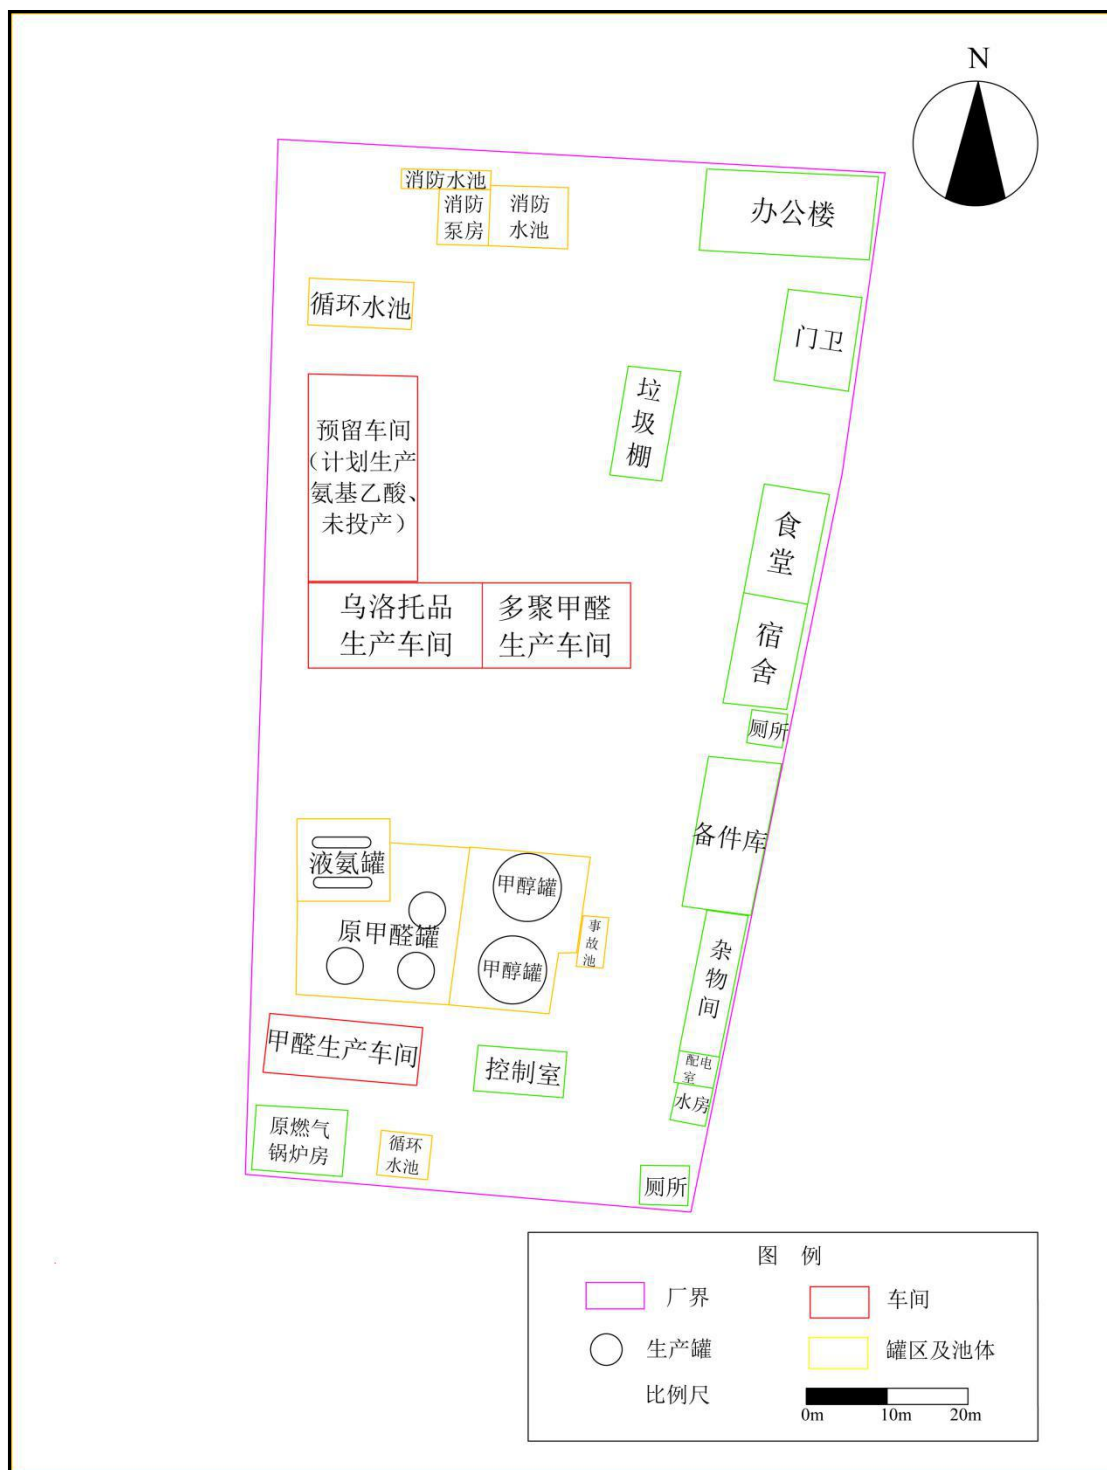 N
消防水池
消防
泵房
消防
水池
办公楼
循环水池
门卫
垃
圾
棚
预留车间
（计划生产
氨基乙酸、
未投产）
食
堂
乌洛托品
生产车间
多聚甲醛
生产车间
宿
舍
厕所
备件库
液氨罐
甲醇罐
原甲醛罐
事
故
池
甲醇罐
杂
物
间
甲醛生产车间
控制室
配电
室
水房
原燃气
锅炉房
循环
水池
厕所
图 例
厂界
车间
生产罐
罐区及池体
比例尺
0m 10m 20m